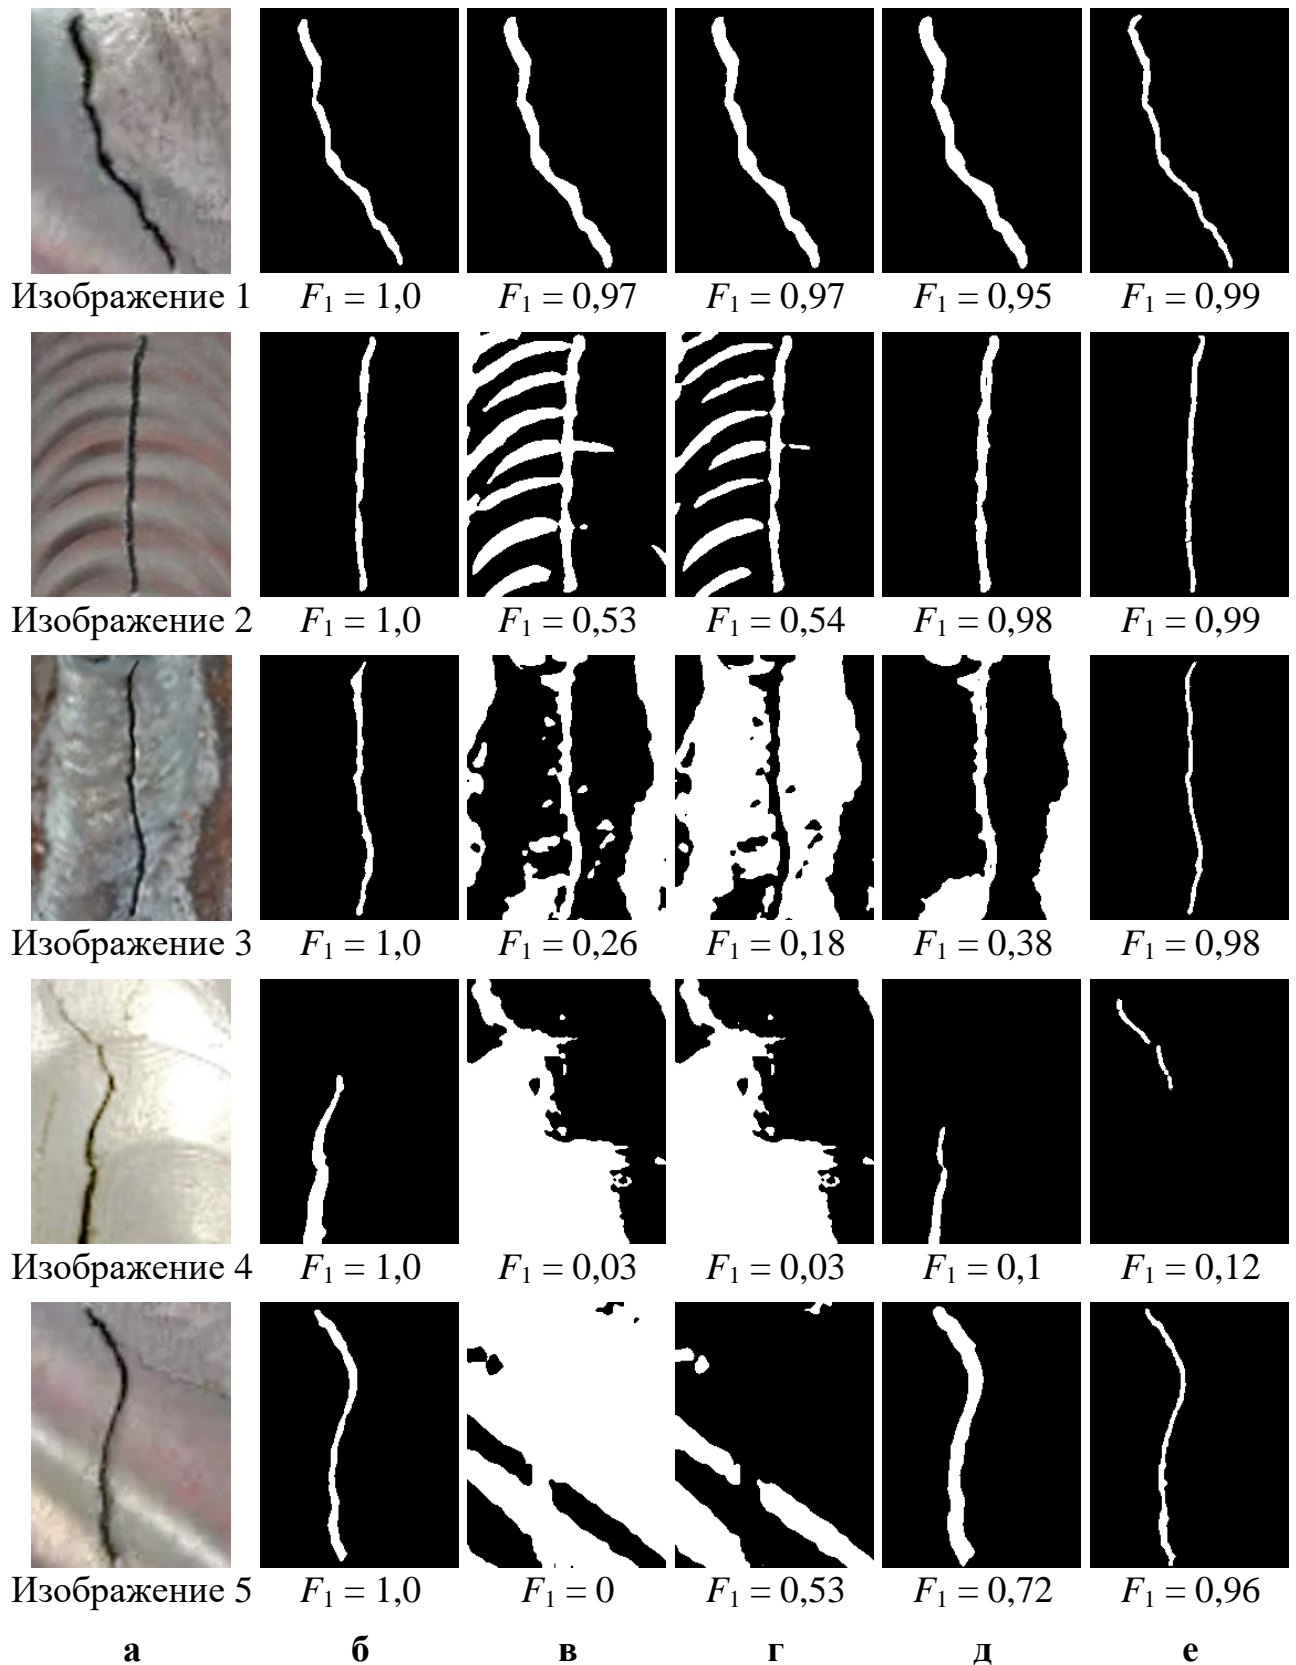 Изображение 1 F1 = 1,0 F1 = 0,97 F1 = 0,97 F1 = 0,95 F1 = 0,99
Изображение 2 F1 = 1,0 F1 = 0,53 F1 = 0,54 F1 = 0,98 F1 = 0,99
Изображение 3 F1 = 1,0 F1 = 0,26 F1 = 0,18 F1 = 0,38 F1 = 0,98
Изображение 4 F1 = 1,0 F1 = 0,03 F1 = 0,03 F1 = 0,1 F1 = 0,12
Изображение 5 F1 = 1,0 F1 = 0 F1 = 0,53 F1 = 0,72 F1 = 0,96
а б в г д е